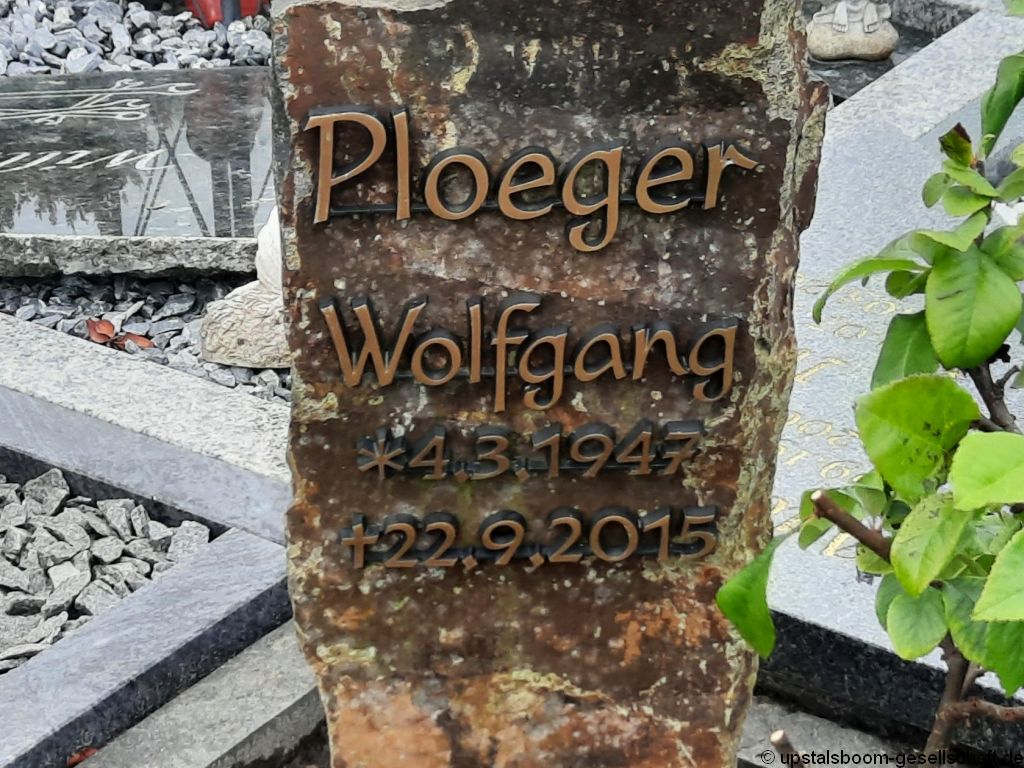 Ploeger
Wolfgang
*4.3.1947
†22.9.2015
© upstalsboom-gesellschaft.de